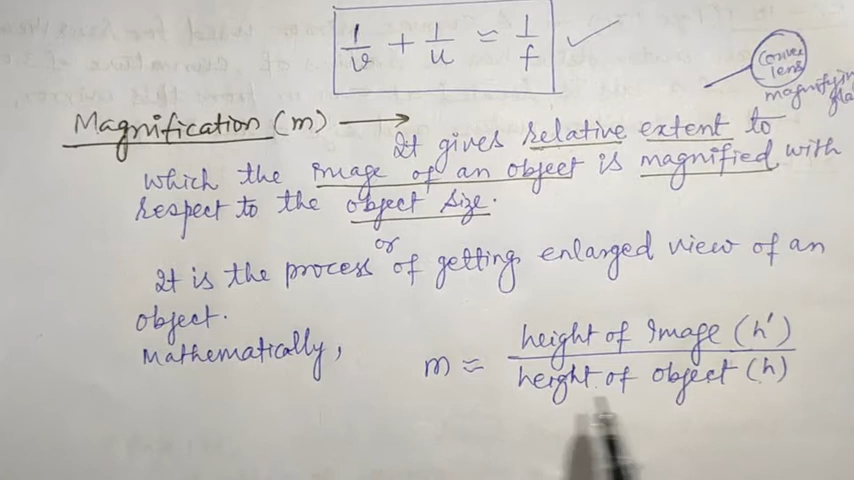 1/v + 1/u = 1/f
Convex
lens
magnifying
Magnification (m) → It gives relative extent to
which the image of an object is magnified with
respect to the object size.
or
It is the process of getting enlarged view of an
object.
Mathematically,
m = height of Image (h') / height of object (h)